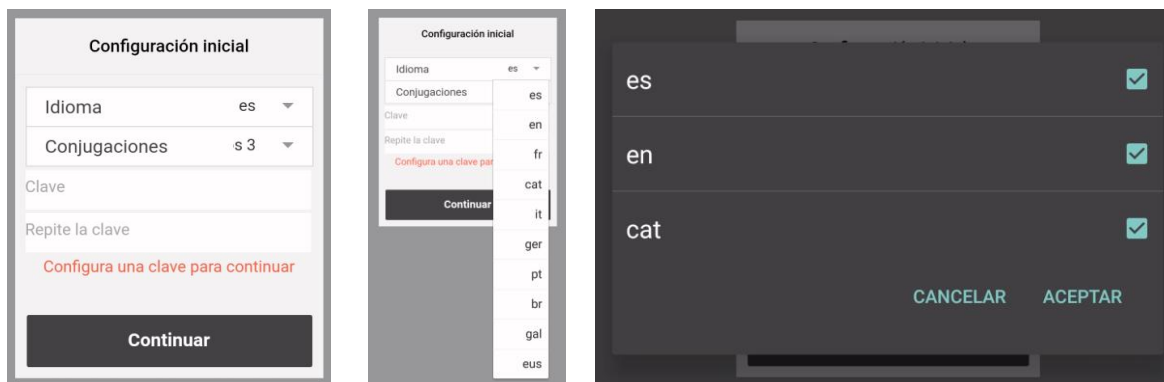 Configuración inicial
Idioma es
Conjugaciones s 3
Clave
Repite la clave
Configura una clave para continuar
Continuar
Configuración inicial
Idioma es
Conjugaciones
Clave
Repite la clave
Configura una clave par
Continuar
es
en
fr
cat
it
ger
pt
br
gal
eus
es
en
cat
CANCELAR ACEPTAR